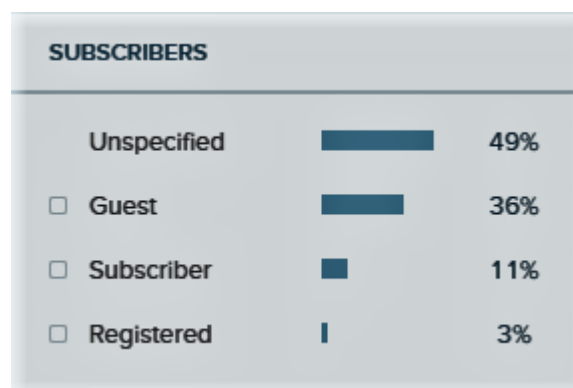 SUBSCRIBERS
Unspecified 49%
Guest 36%
Subscriber 11%
Registered 3%